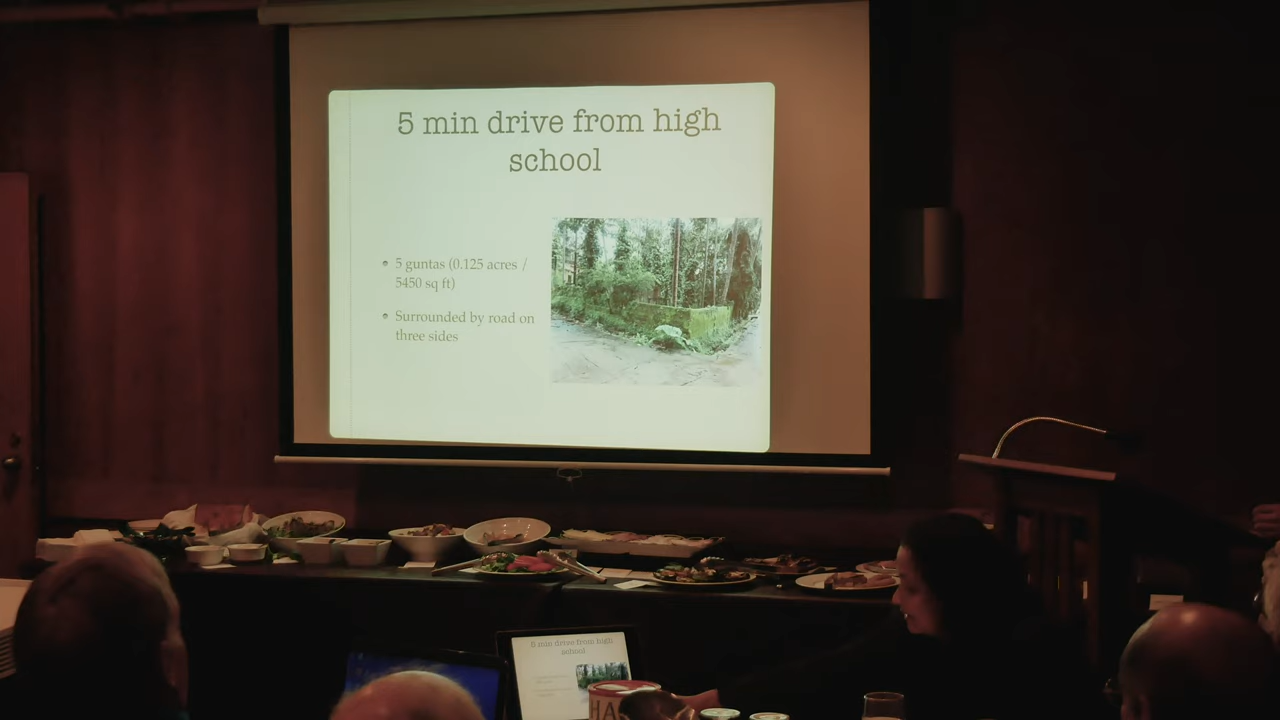 5 min drive from high
school
5 guntas (0.125 acres /
5450 sq ft)
Surrounded by road on
three sides
5 min drive from high
school
HA